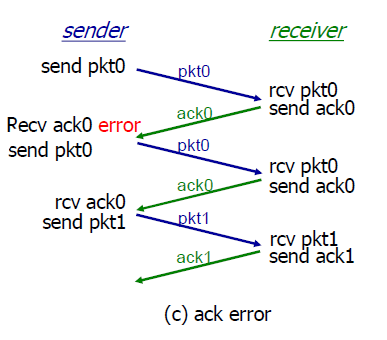 sender receiver
send pkt0
pkt0
rcv pkt0
send ack0
ack0
Recv ack0 error
send pkt0
pkt0
rcv pkt0
send ack0
ack0
rcv ack0
send pkt1
pkt1
rcv pkt1
send ack1
ack1
(c) ack error